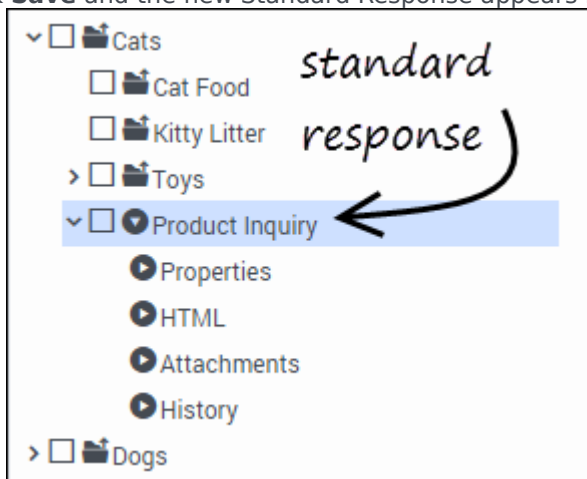 Save and the new Standard Response appears
Cats
standard
Cat Food
Kitty Litter
response
Toys
Product Inquiry
Properties
HTML
Attachments
History
Dogs